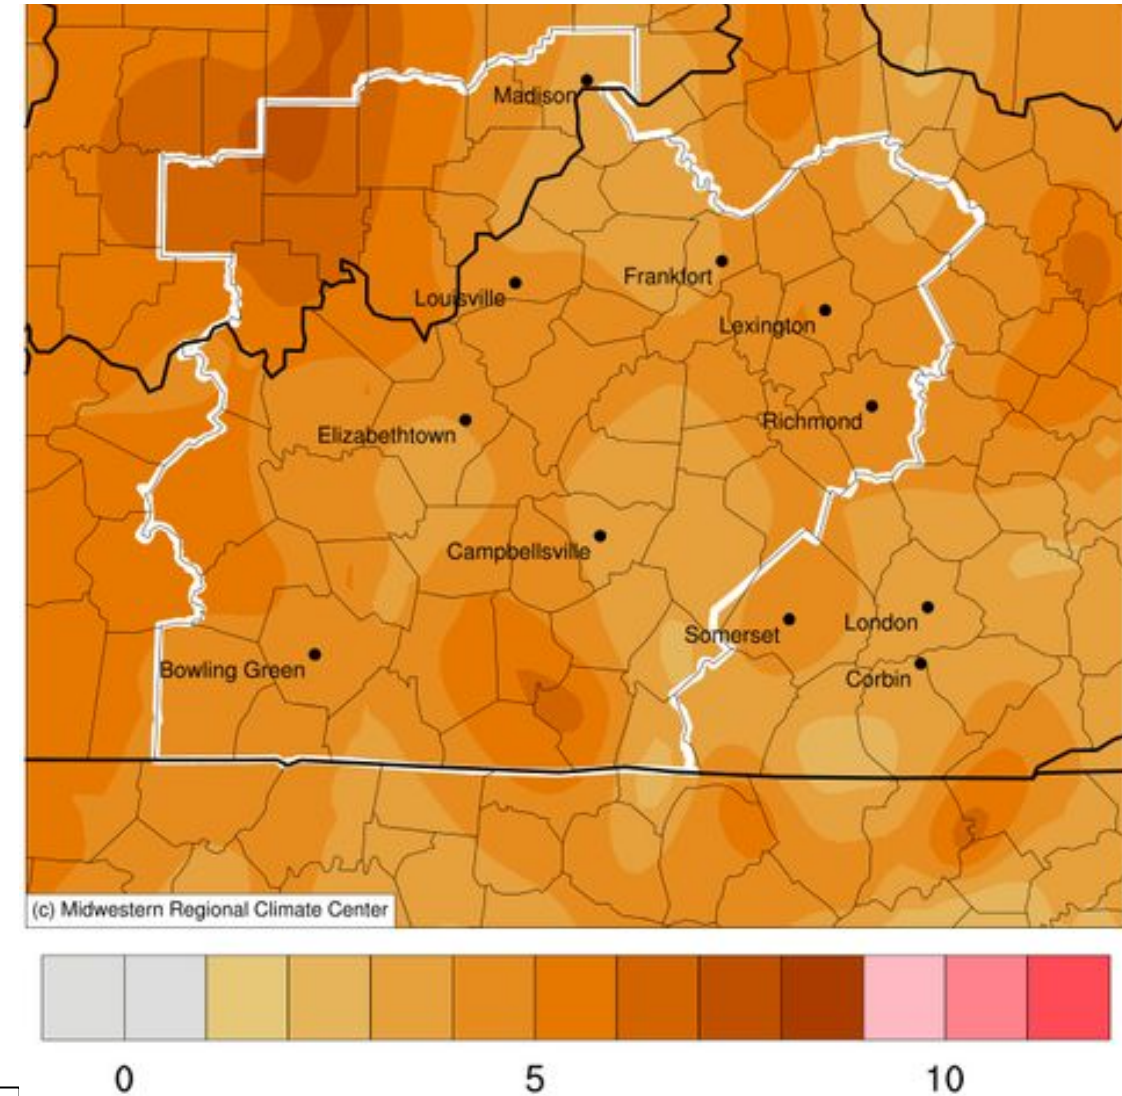 Madison
Frankfort
Louisville
Lexington
Richmond
Elizabethtown
Campbellsville
London
Somerset
Bowling Green
Corbin
(c) Midwestern Regional Climate Center
0 5 10